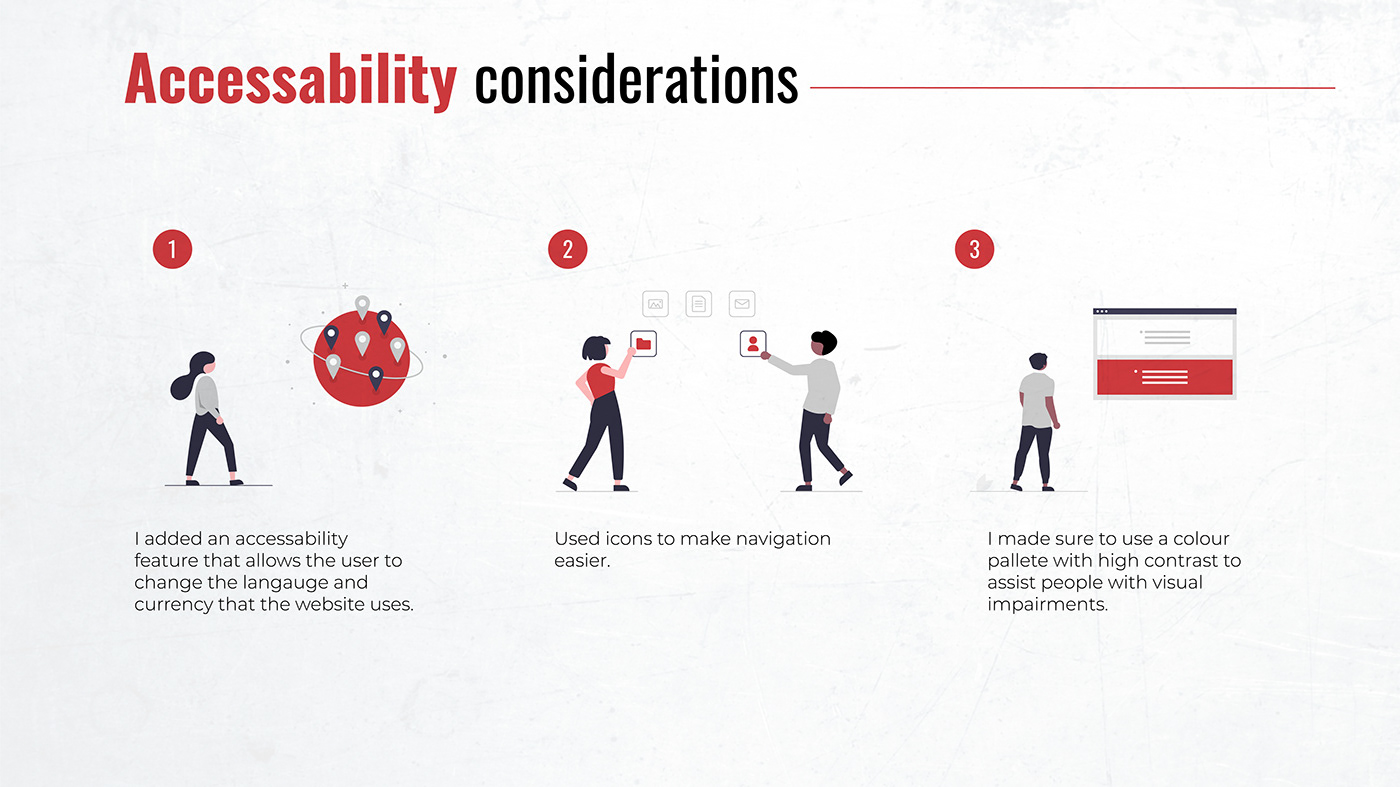 Accessability considerations
1
I added an accessability
feature that allows the user to
change the langauge and
currency that the website uses.
2
Used icons to make navigation
easier.
3
I made sure to use a colour
pallete with high contrast to
assist people with visual
impairments.